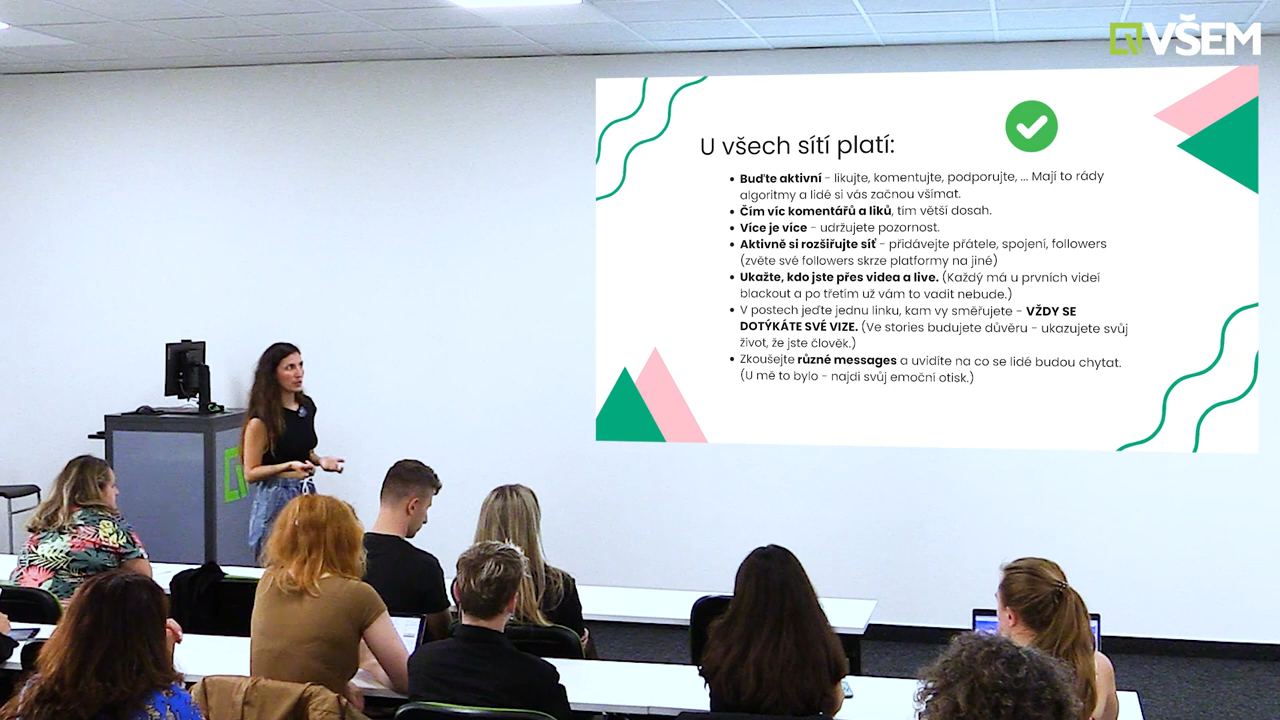 VŠEM
U všech sítí platí:
• Buďte aktivní - likujte, komentujte, podporujte, ... Mají to rády
algoritmy a lidé si vás začnou všímat.
• Čím víc komentářů a liků, tím větší dosah.
• Více je více - udržujete pozornost.
• Aktivně si rozšiřujte síť - přidávejte přátele, spojení, followers
(zvěte své followers skrze platformy na jiné)
• Ukažte, kdo jste přes videa a live. (Každý má u prvních videí
blackout a po třetím už vám to vadit nebude.)
• V postech jeďte jednu linku, kam vy směřujete - VŽDY SE
DOTÝKÁTE SVÉ VIZE. (Ve stories budujete důvěru - ukazujete svůj
život, že jste člověk.)
• Zkoušejte různé messages a uvidíte na co se lidé budou chytat.
(U mě to bylo - najdi svůj emoční otisk.)